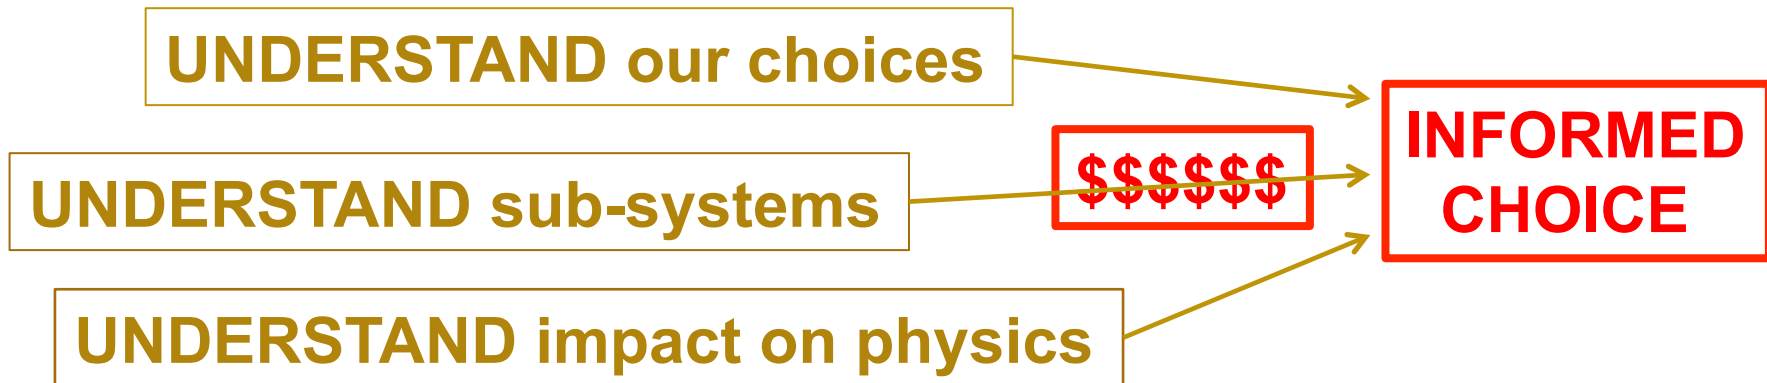 UNDERSTAND our choices
UNDERSTAND sub-systems
$$$$$$
UNDERSTAND impact on physics
INFORMED
CHOICE